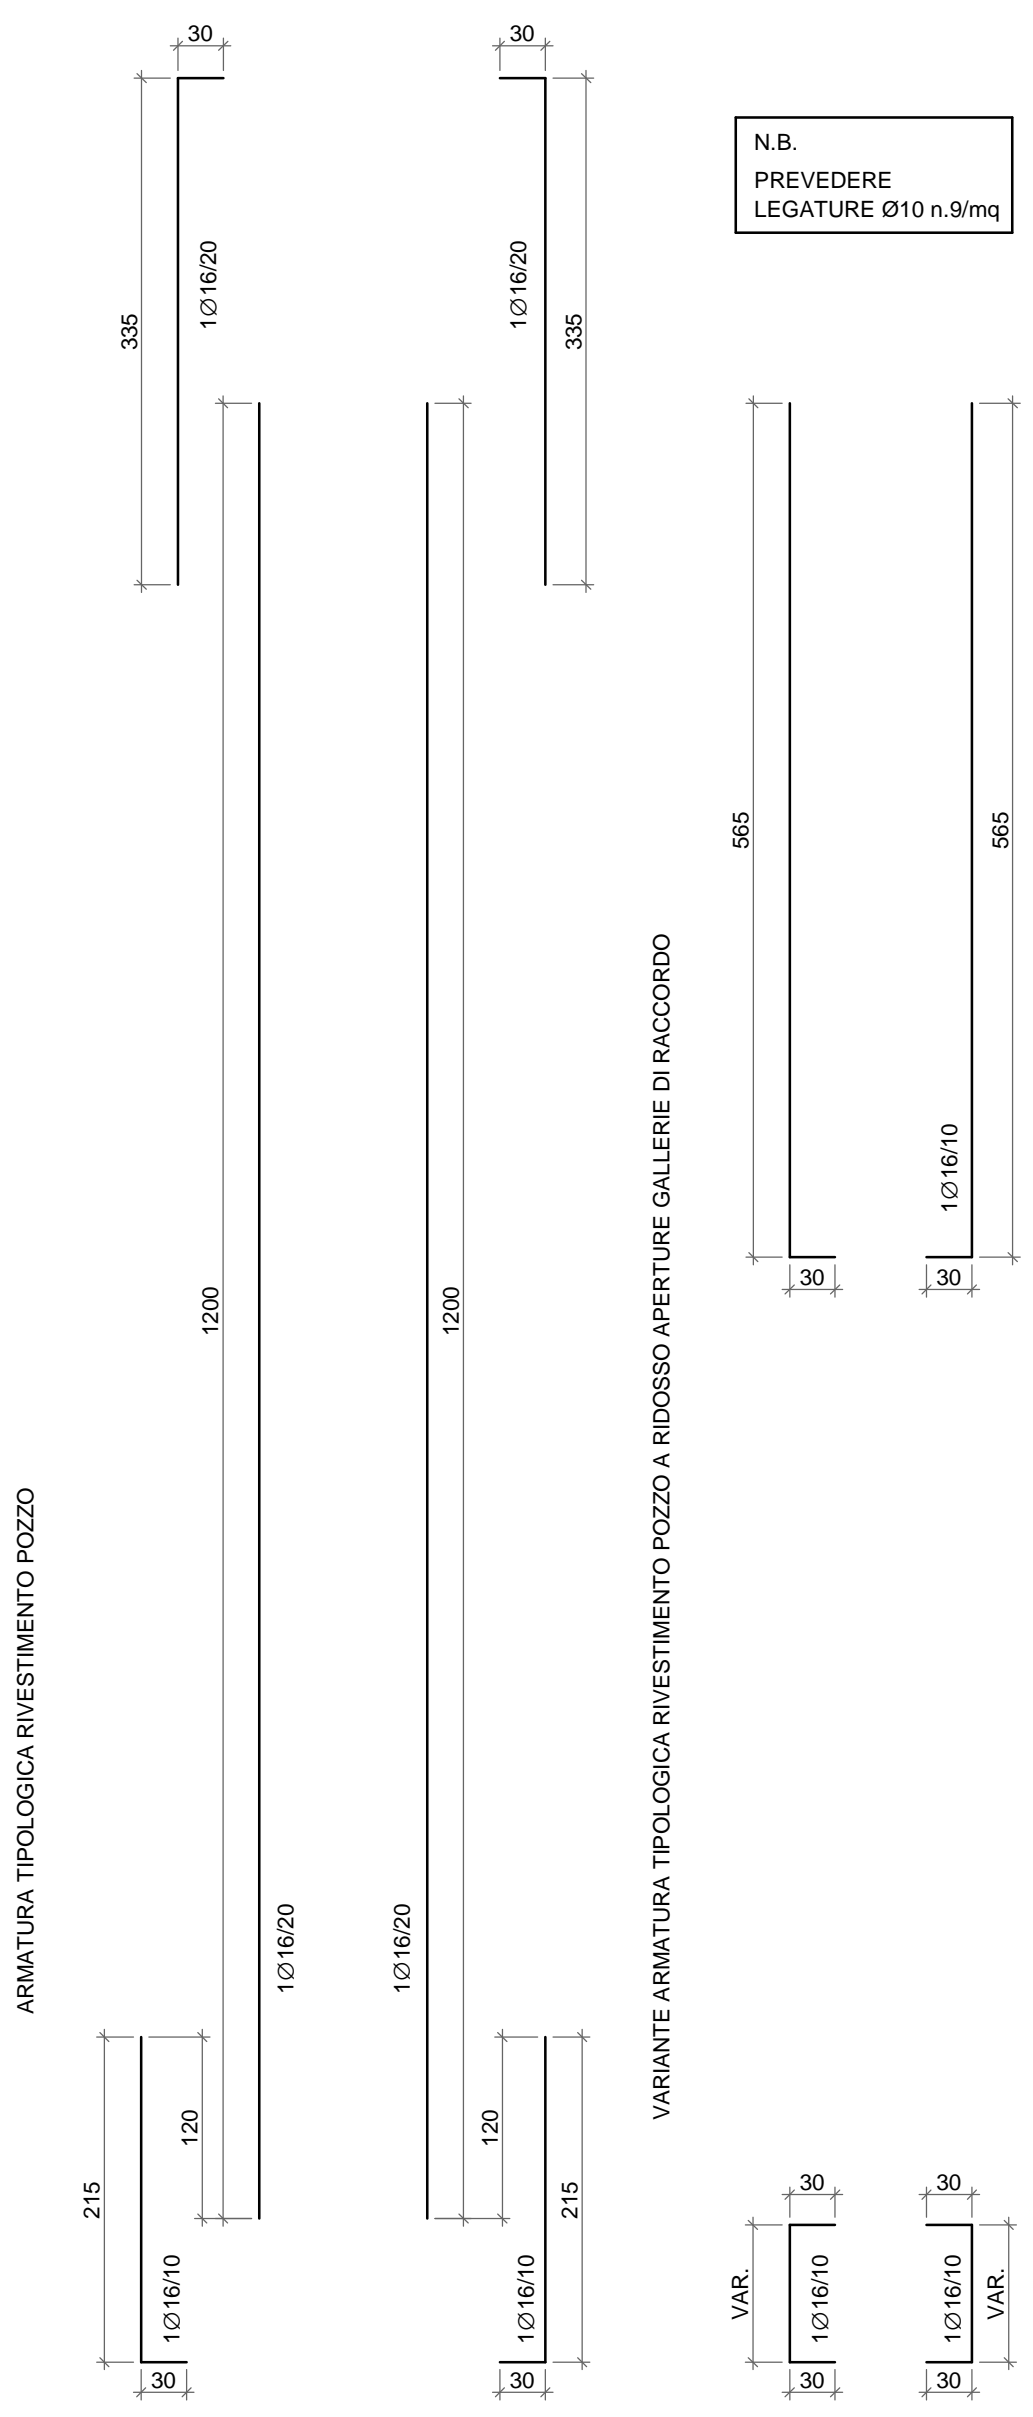 30
30
335
1Ø16/20
1Ø16/20
335
N.B.
PREVEDERE
LEGATURE Ø10 n.9/mq
ARMATURA TIPOLOGICA RIVESTIMENTO POZZO
1200
1200
1Ø16/20
1Ø16/20
215
120
1Ø16/10
30
120
1Ø16/10
215
30
VARIANTE ARMATURA TIPOLOGICA RIVESTIMENTO POZZO A RIDOSSO APERTURE GALLERIE DI RACCORDO
565
565
1Ø16/10
30
30
30
30
VAR.
1Ø16/10
1Ø16/10
VAR.
30
30